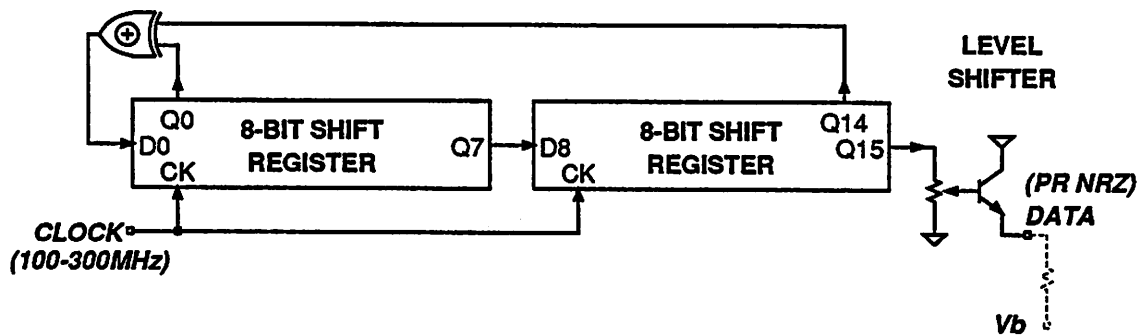 LEVEL
SHIFTER
Q0
8-BIT SHIFT
REGISTER
D0
CK
Q7
D8
8-BIT SHIFT
REGISTER
CK
Q14
Q15
(PR NRZ)
DATA
CLOCK
(100-300MHz)
Vb